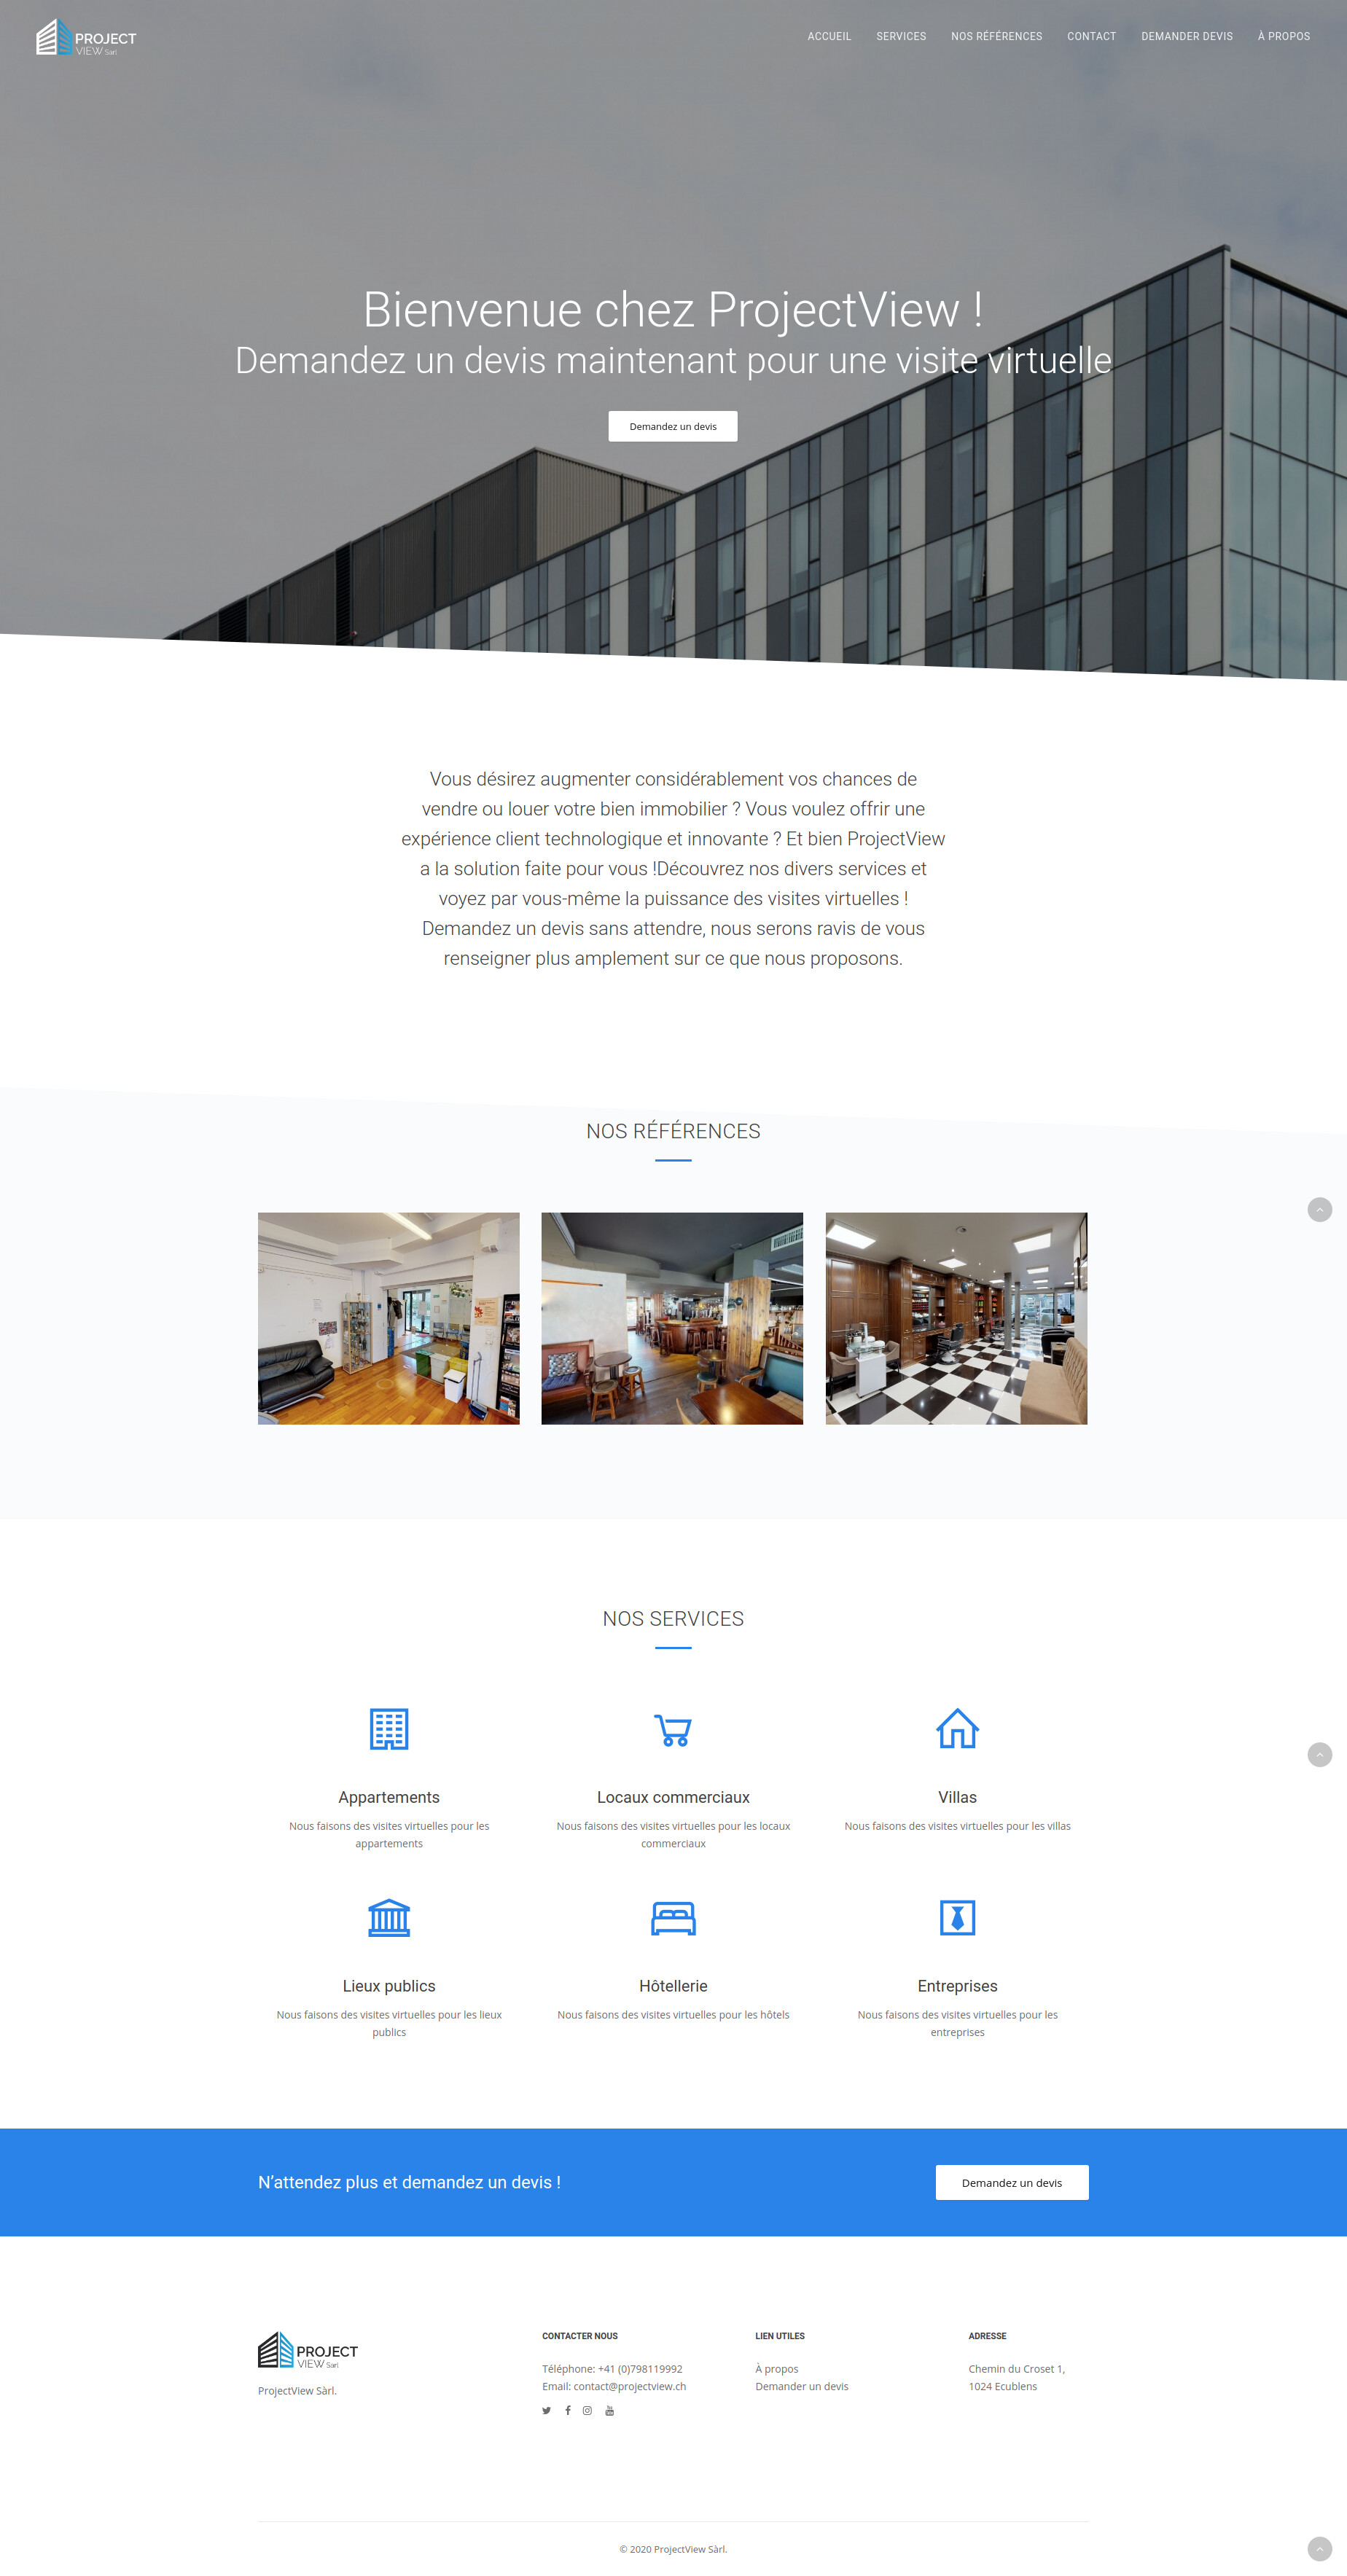 PROJECT
VIEW Sàrl
ACCUEIL
SERVICES
NOS RÉFÉRENCES
CONTACT
DEMANDER DEVIS
À PROPOS
Bienvenue chez ProjectView !
Demandez un devis maintenant pour une visite virtuelle
Demandez un devis
Vous désirez augmenter considérablement vos chances de
vendre ou louer votre bien immobilier ? Vous voulez offrir une
expérience client technologique et innovante ? Et bien ProjectView
a la solution faite pour vous !Découvrez nos divers services et
voyez par vous-même la puissance des visites virtuelles !
Demandez un devis sans attendre, nous serons ravis de vous
renseigner plus amplement sur ce que nous proposons.
NOS RÉFÉRENCES
NOS SERVICES
Appartements
Nous faisons des visites virtuelles pour les
appartements
Locaux commerciaux
Nous faisons des visites virtuelles pour les locaux
commerciaux
Villas
Nous faisons des visites virtuelles pour les villas
Lieux publics
Nous faisons des visites virtuelles pour les lieux
publics
Hôtellerie
Nous faisons des visites virtuelles pour les hôtels
Entreprises
Nous faisons des visites virtuelles pour les
entreprises
N’attendez plus et demandez un devis !
Demandez un devis
PROJECT
VIEW Sàrl
ProjectView Sàrl.
CONTACTER NOUS
Téléphone: +41 (0)798119992
Email: contact@projectview.ch
LIEN UTILES
À propos
Demander un devis
ADRESSE
Chemin du Croset 1,
1024 Ecublens
© 2020 ProjectView Sàrl.